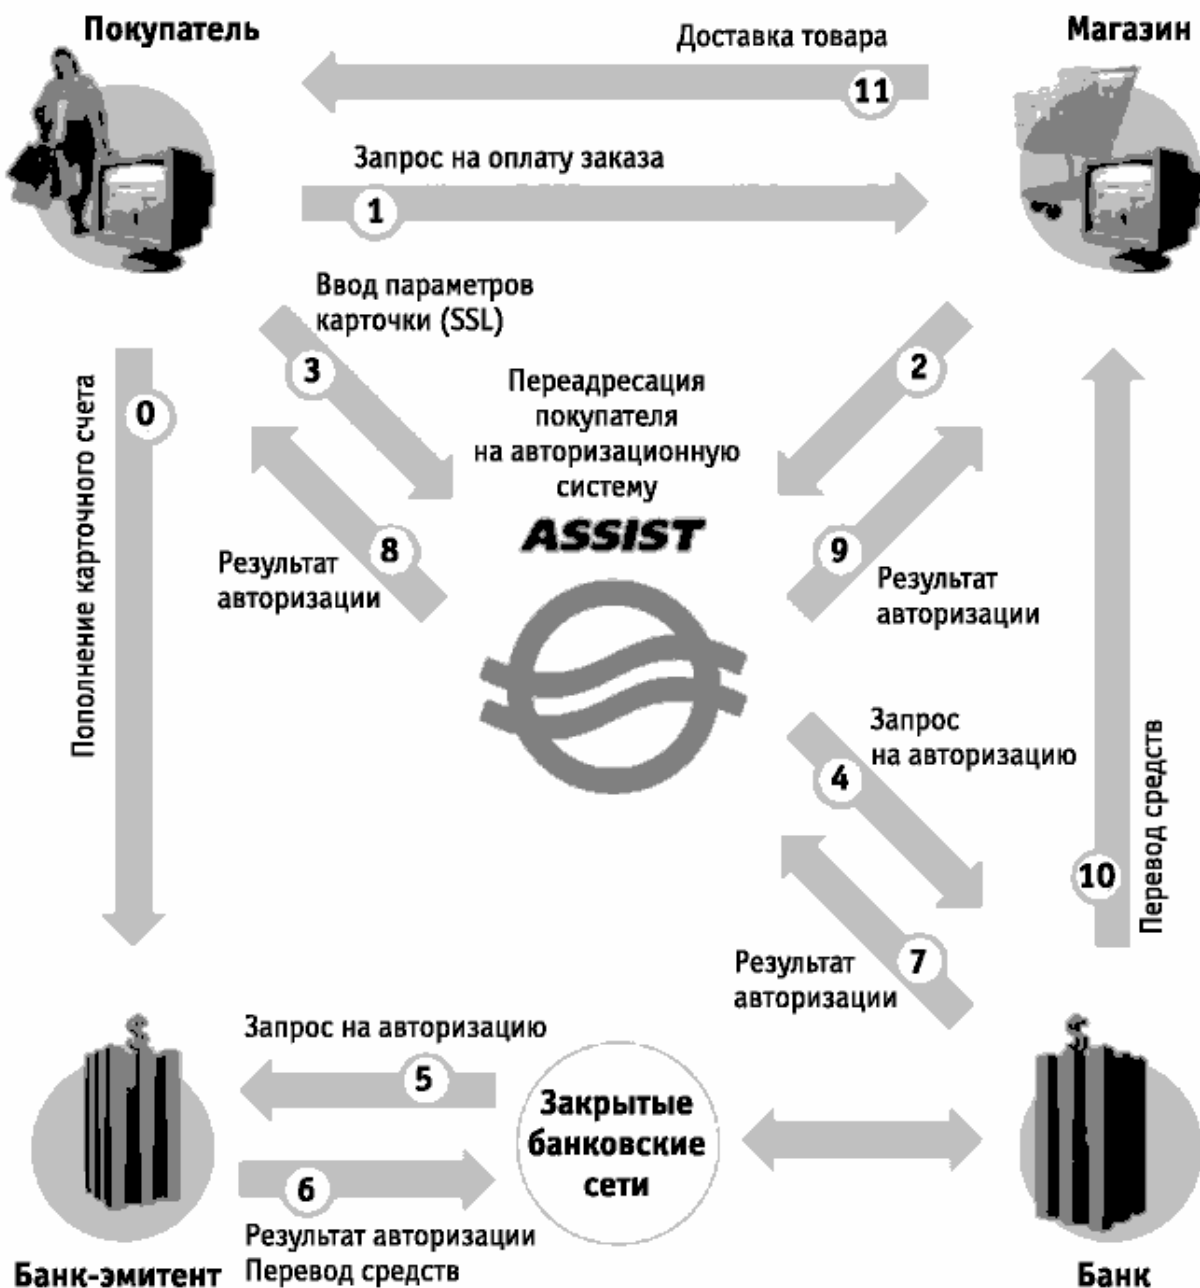 Покупатель
Магазин
Доставка товара
11
Запрос на оплату заказа
1
Ввод параметров
карточки (SSL)
3
2
Переадресация
покупателя
на авторизационную
систему
ASSIST
0
Пополнение карточного счета
8
Результат
авторизации
9
Результат
авторизации
Запрос
на авторизацию
4
10
Перевод средств
7
Результат
авторизации
Запрос на авторизацию
5
Закрытые
банковские
сети
6
Результат авторизации
Перевод средств
$
$
Банк-эмитент
Банк